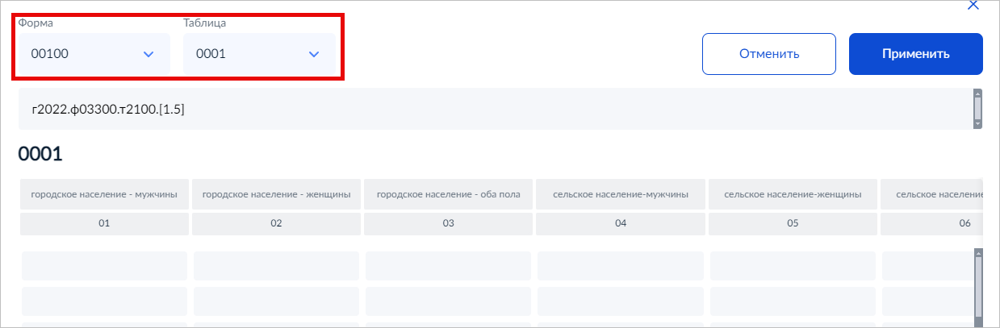 Форма Таблица
00100 0001 Отменить Применить
г2022.ф03300.т2100.[1.5]
0001
городское население - мужчины городское население - женщины городское население - оба пола сельское население-мужчины сельское население-женщины сельское население
01 02 03 04 05 06